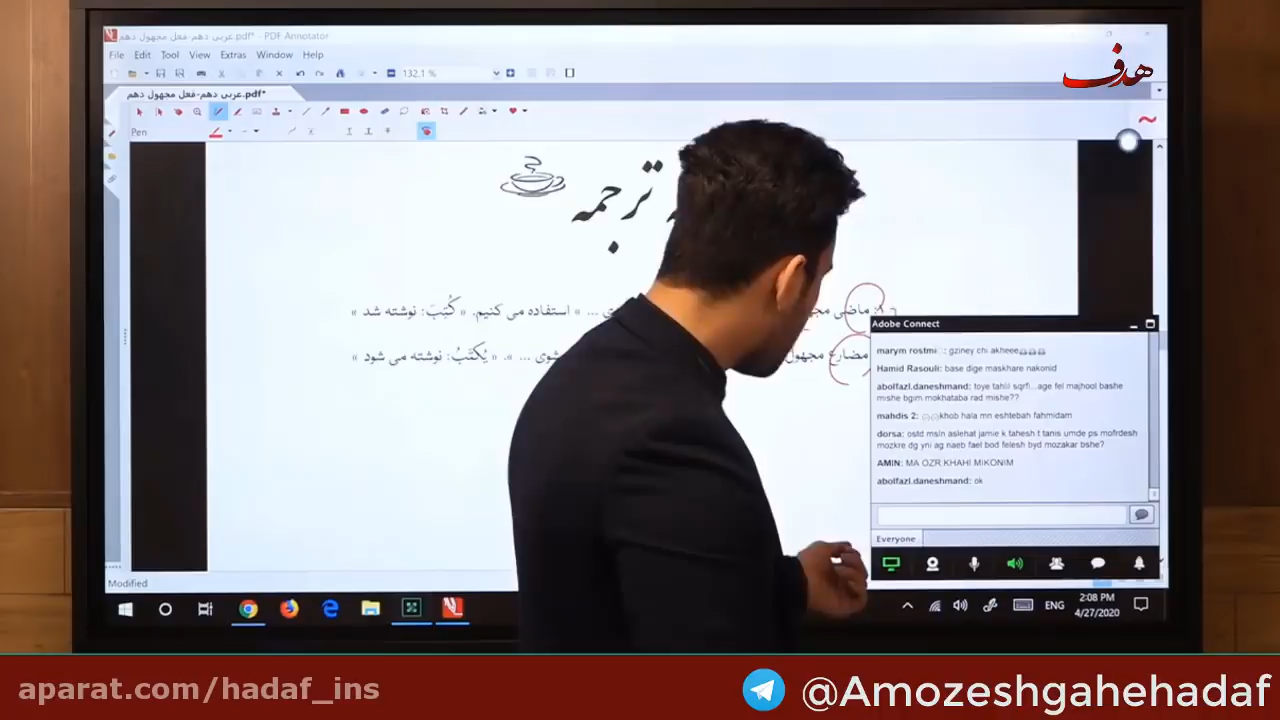 عربی دهم-فعل مجهول دهم.pdf* - PDF Annotator
File Edit Tool View Extras Window Help
132.1 %
هدف
عربی دهم-فعل مجهول دهم.pdf*
Pen
ترجمه
ماضی
... » استفاده می کنیم. « کُتِبَ: نوشته شد »
مضارع مجهول
شوی ... ». « یُکتَبُ: نوشته می شود »
Adobe Connect
marym rostmi : gziney chi akheee
Hamid Rasouli: base dige maskhare nakonid
abolfazl.daneshmand: toye tahlil sqrfi...age fel majhool bashe
mishe bgim mokhataba rad mishe??
mahdis 2: khob hala mn eshtebah fahmidam
dorsa: ostd msln aslehat jamie k tahesh t tanis umde ps mofrdesh
mozkre dg yni ag naeb fael bod felesh byd mozakar bshe?
AMIN: MA OZR KHAHI MIKONIM
abolfazl.daneshmand: ok
Everyone
Modified
ENG
2:08 PM
4/27/2020
aparat.com/hadaf_ins
@Amozeshgahehadaf